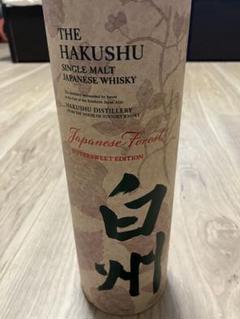 THE
HAKUSHU
SINGLE MALT
JAPANESE WHISKY
HAKUSHU DISTILLERY
Japanese Forest
BITTERSWEET EDITION
白州